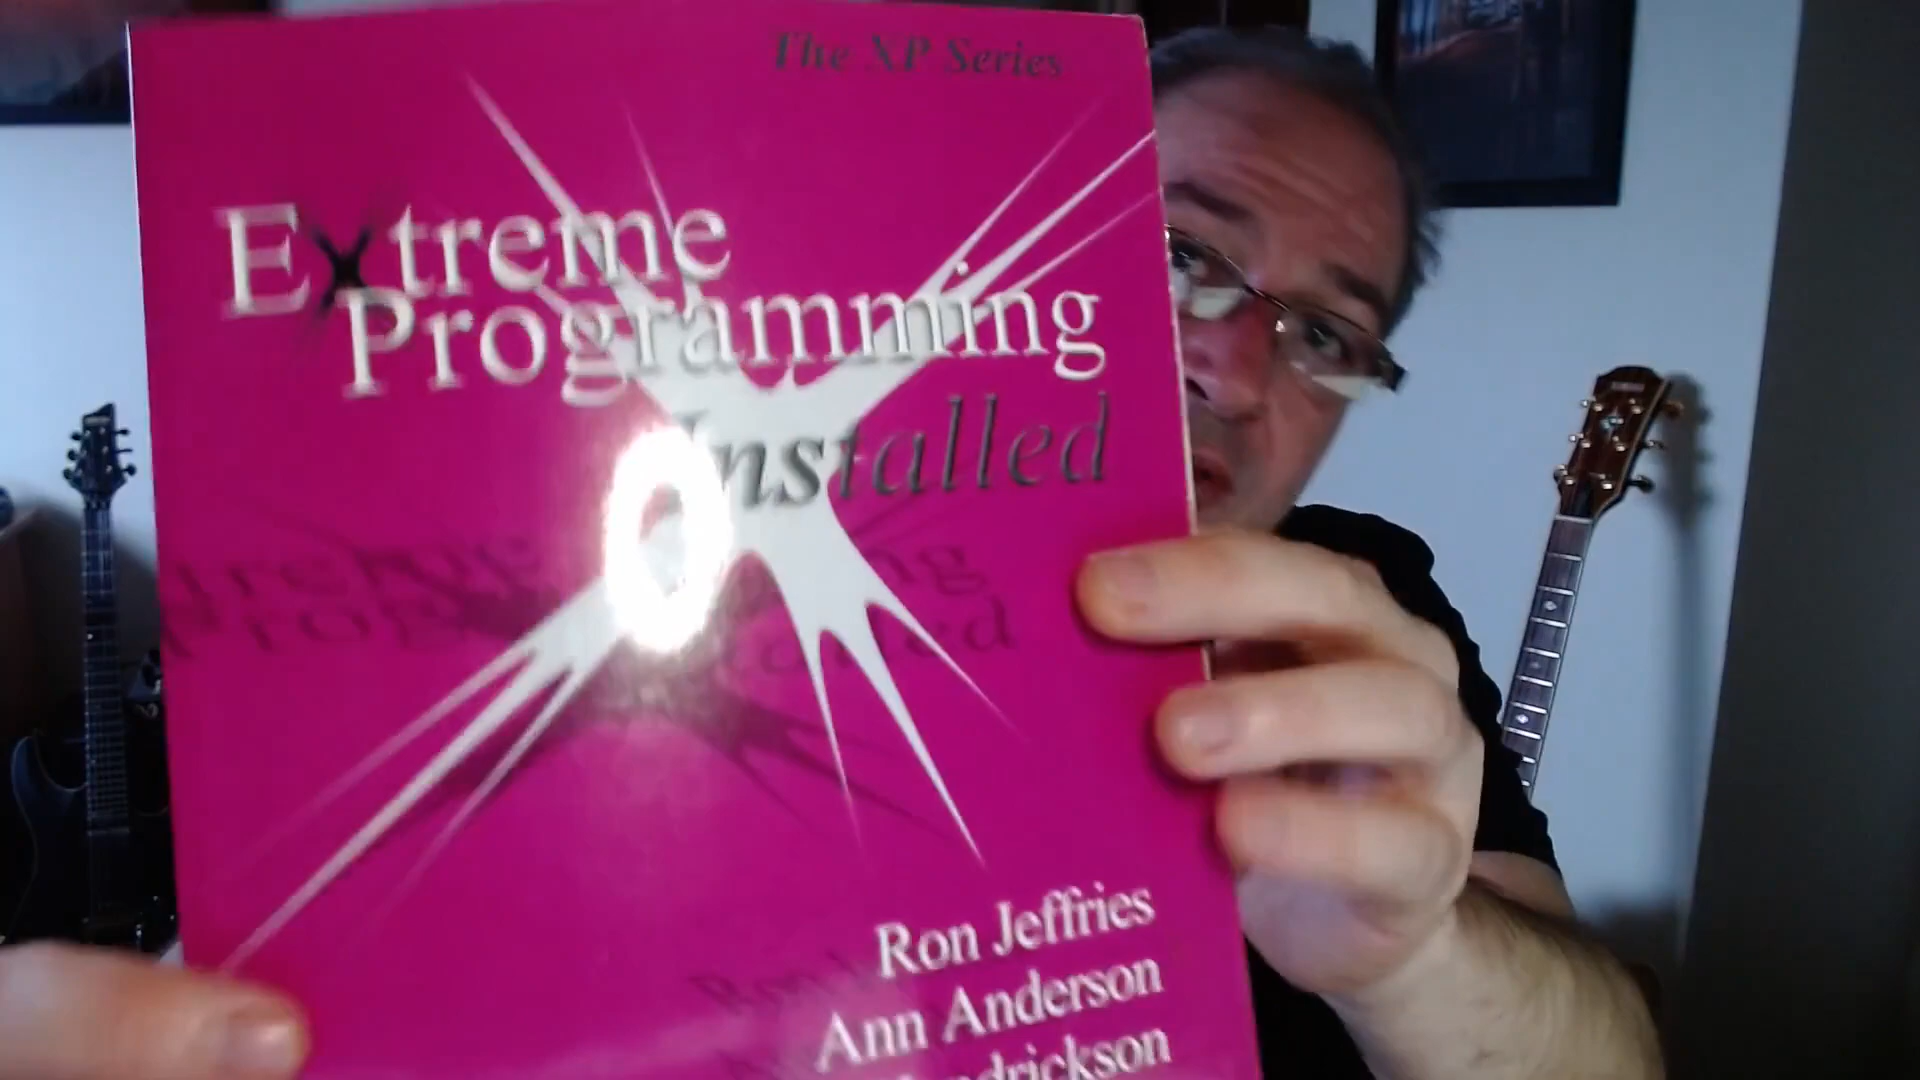 The XP Series
Extreme
Programming
Installed
Ron Jeffries
Ann Anderson